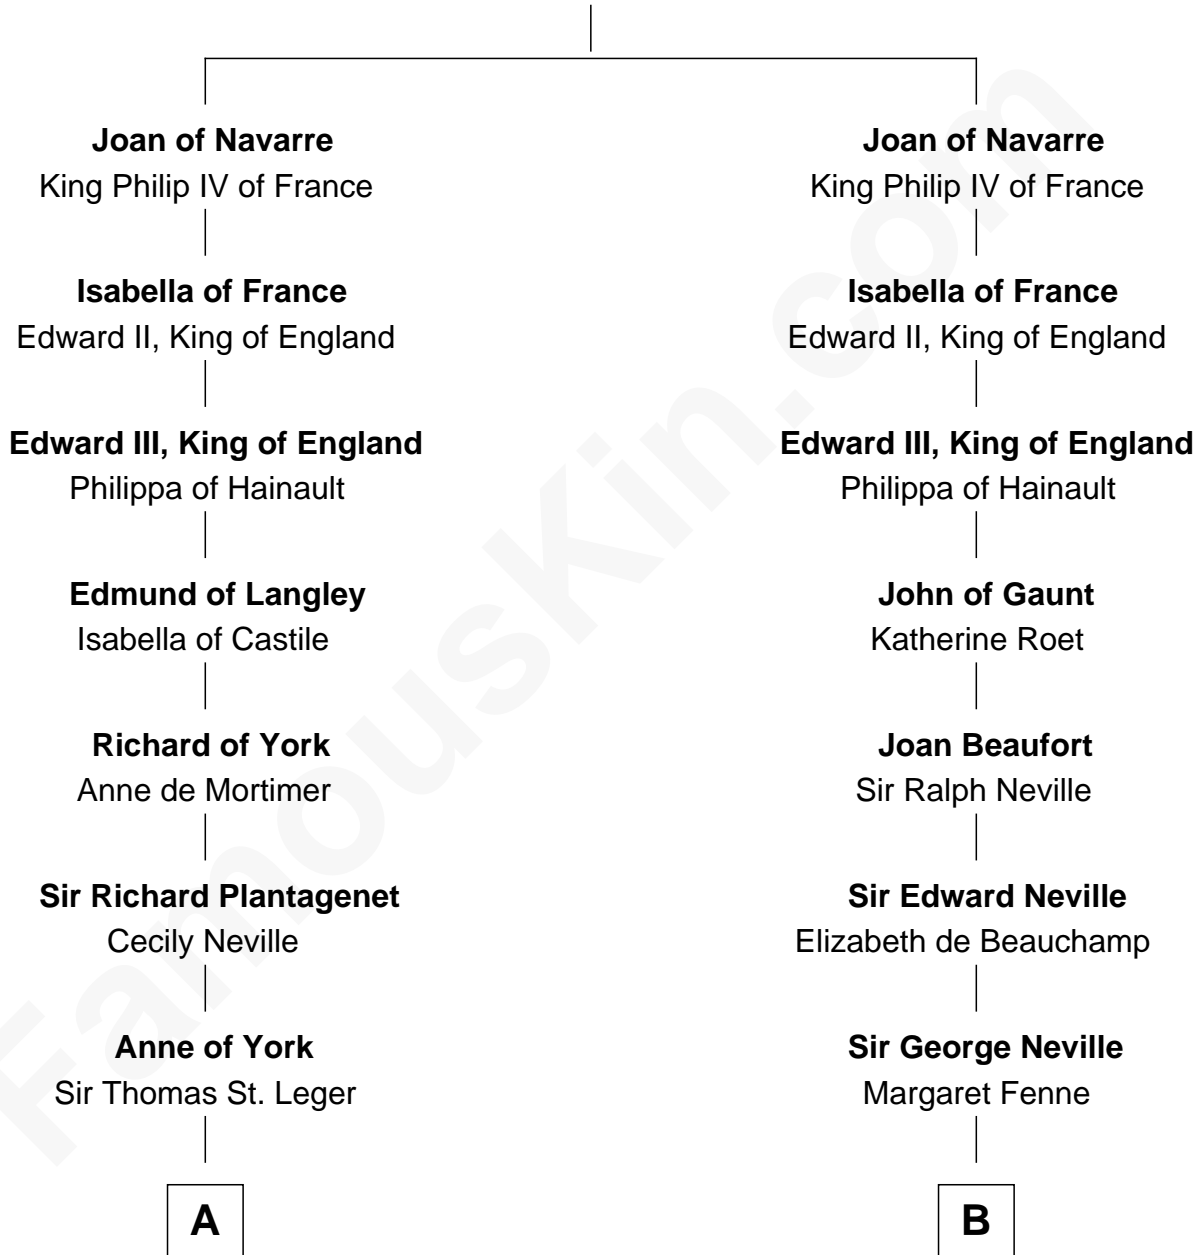 Joan of Navarre
King Philip IV of France
Isabella of France
Edward II, King of England
Edward III, King of England
Philippa of Hainault
Edmund of Langley
Isabella of Castile
Richard of York
Anne de Mortimer
Sir Richard Plantagenet
Cecily Neville
Anne of York
Sir Thomas St. Leger
A
Joan of Navarre
King Philip IV of France
Isabella of France
Edward II, King of England
Edward III, King of England
Philippa of Hainault
John of Gaunt
Katherine Roet
Joan Beaufort
Sir Ralph Neville
Sir Edward Neville
Elizabeth de Beauchamp
Sir George Neville
Margaret Fenne
B
FamousKin.com